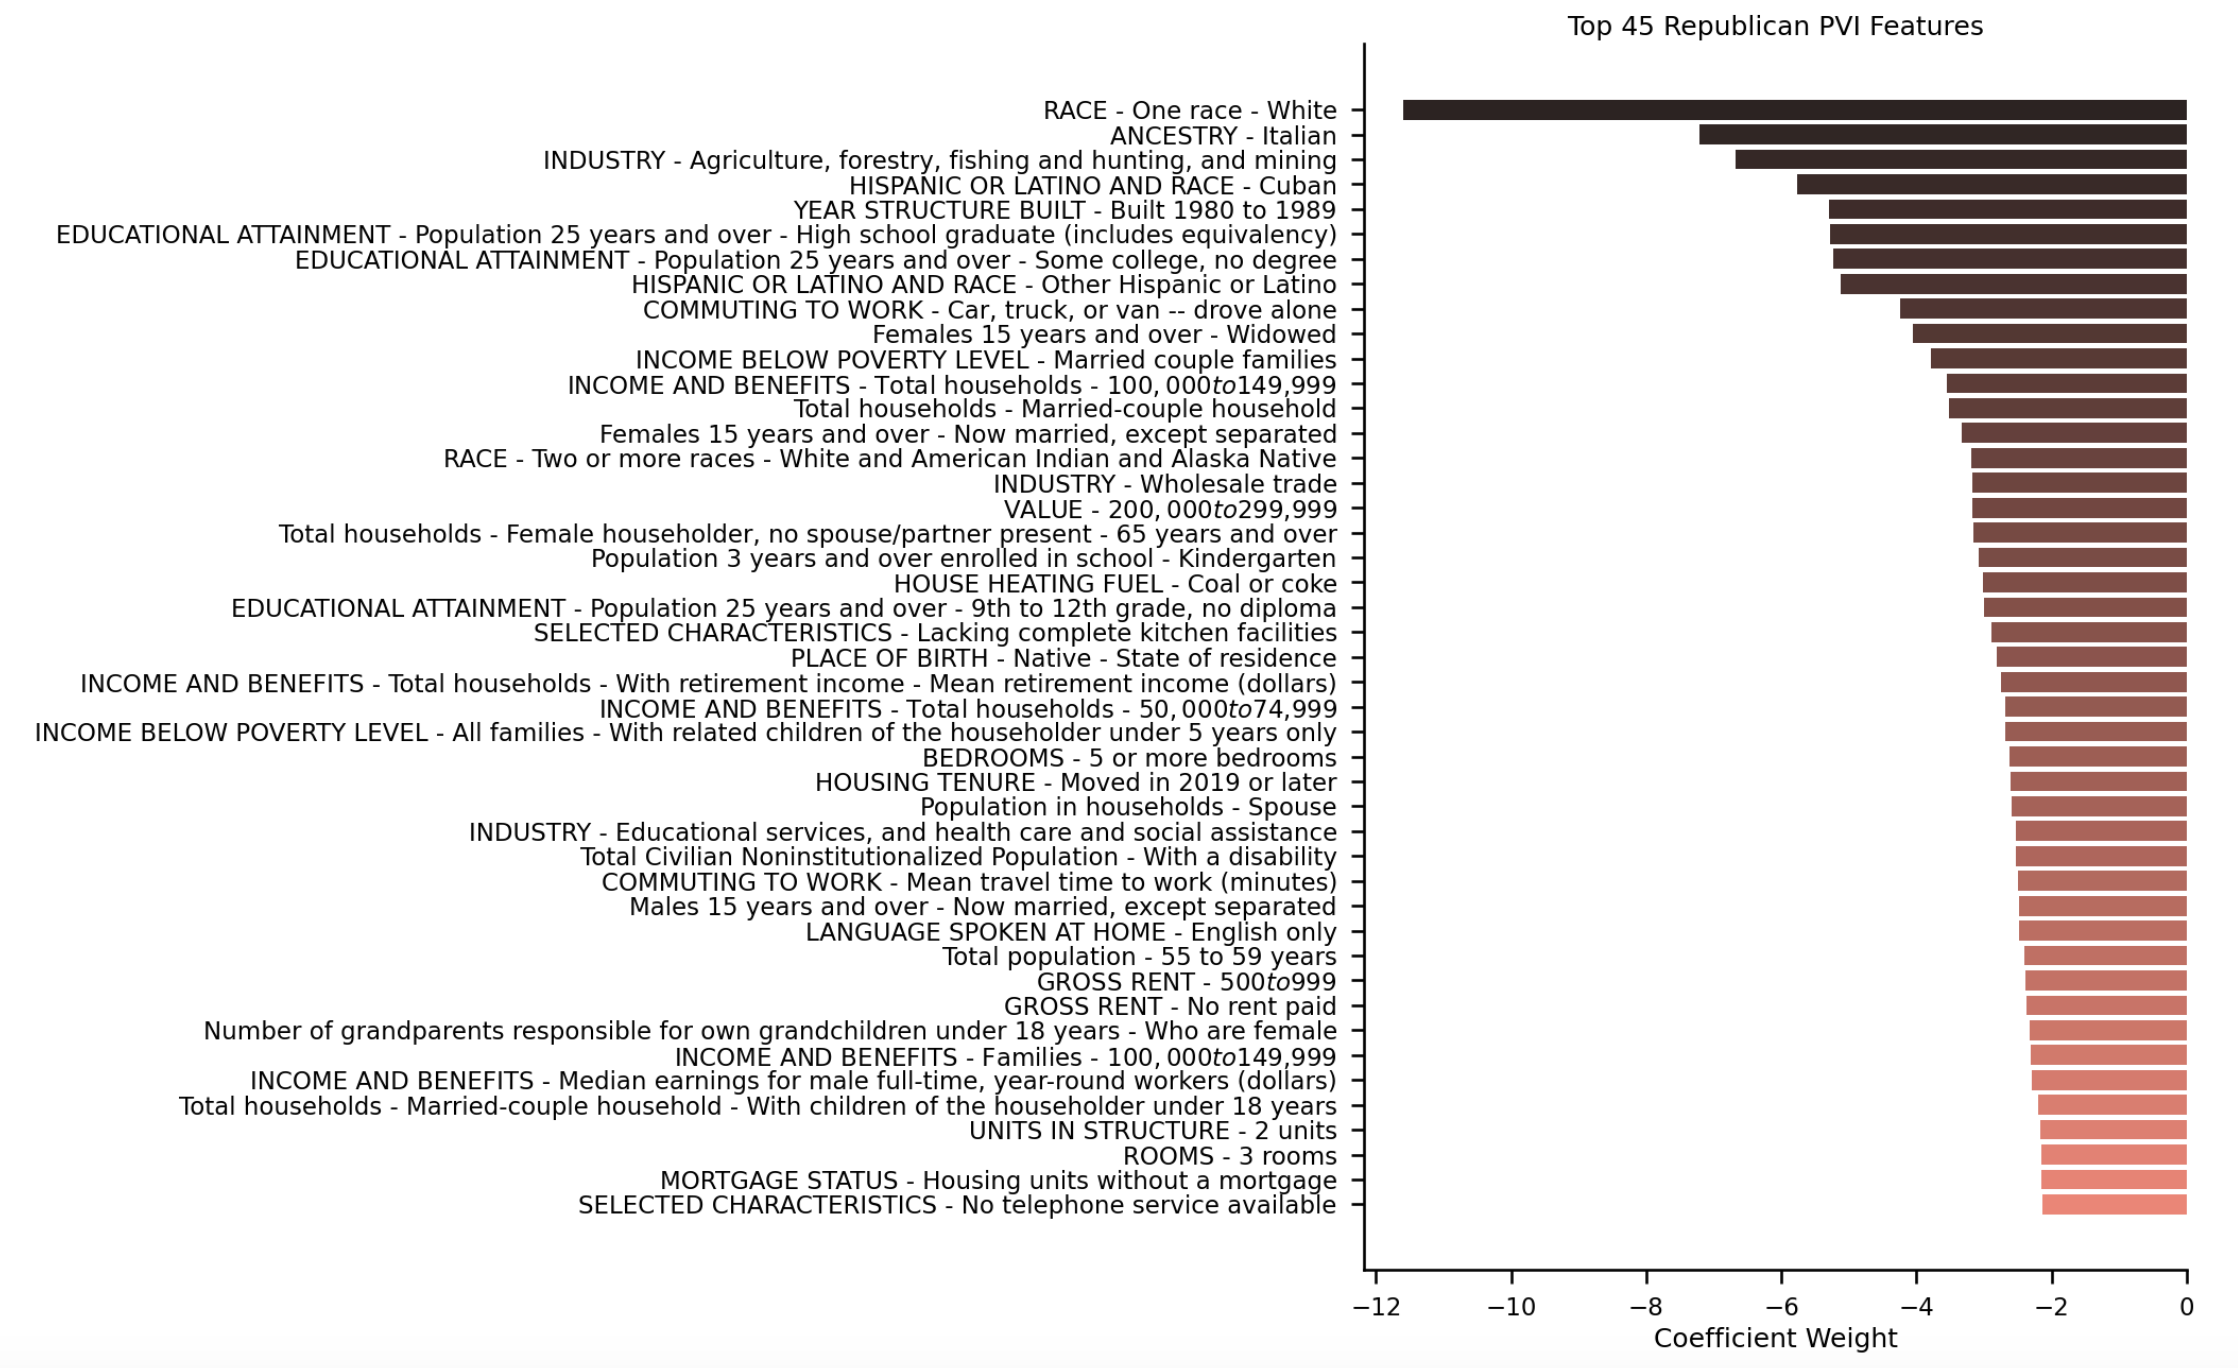 Top 45 Republican PVI Features
RACE - One race - White
ANCESTRY - Italian
INDUSTRY - Agriculture, forestry, fishing and hunting, and mining
HISPANIC OR LATINO AND RACE - Cuban
YEAR STRUCTURE BUILT - Built 1980 to 1989
EDUCATIONAL ATTAINMENT - Population 25 years and over - High school graduate (includes equivalency)
EDUCATIONAL ATTAINMENT - Population 25 years and over - Some college, no degree
HISPANIC OR LATINO AND RACE - Other Hispanic or Latino
COMMUTING TO WORK - Car, truck, or van -- drove alone
Females 15 years and over - Widowed
INCOME BELOW POVERTY LEVEL - Married couple families
INCOME AND BENEFITS - Total households - 100,000to149,999
Total households - Married-couple household
Females 15 years and over - Now married, except separated
RACE - Two or more races - White and American Indian and Alaska Native
INDUSTRY - Wholesale trade
VALUE - 200,000to299,999
Total households - Female householder, no spouse/partner present - 65 years and over
Population 3 years and over enrolled in school - Kindergarten
HOUSE HEATING FUEL - Coal or coke
EDUCATIONAL ATTAINMENT - Population 25 years and over - 9th to 12th grade, no diploma
SELECTED CHARACTERISTICS - Lacking complete kitchen facilities
PLACE OF BIRTH - Native - State of residence
INCOME AND BENEFITS - Total households - With retirement income - Mean retirement income (dollars)
INCOME AND BENEFITS - Total households - 50,000to74,999
INCOME BELOW POVERTY LEVEL - All families - With related children of the householder under 5 years only
BEDROOMS - 5 or more bedrooms
HOUSING TENURE - Moved in 2019 or later
Population in households - Spouse
INDUSTRY - Educational services, and health care and social assistance
Total Civilian Noninstitutionalized Population - With a disability
COMMUTING TO WORK - Mean travel time to work (minutes)
Males 15 years and over - Now married, except separated
LANGUAGE SPOKEN AT HOME - English only
Total population - 55 to 59 years
GROSS RENT - 500to999
GROSS RENT - No rent paid
Number of grandparents responsible for own grandchildren under 18 years - Who are female
INCOME AND BENEFITS - Families - 100,000to149,999
INCOME AND BENEFITS - Median earnings for male full-time, year-round workers (dollars)
Total households - Married-couple household - With children of the householder under 18 years
UNITS IN STRUCTURE - 2 units
ROOMS - 3 rooms
MORTGAGE STATUS - Housing units without a mortgage
SELECTED CHARACTERISTICS - No telephone service available
−12 −10 −8 −6 −4 −2 0
Coefficient Weight